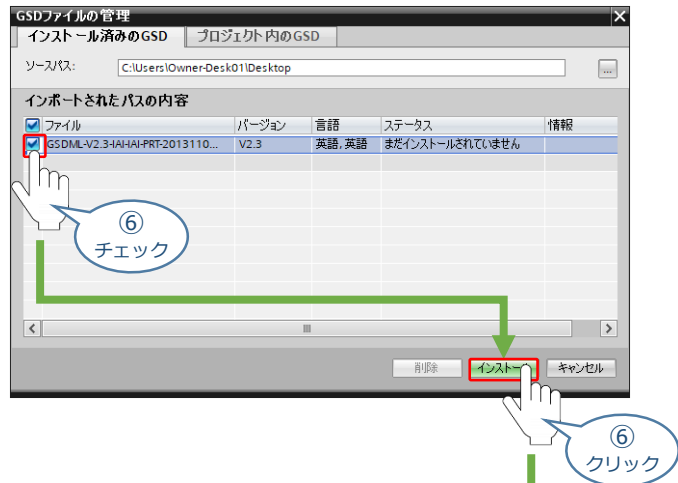 GSDファイルの管理
インストール済みのGSD プロジェクト内のGSD
ソースパス: C:\Users\Owner-Desk01\Desktop ...
インポートされたパスの内容
ファイル バージョン 言語 ステータス 情報
GSDML-V2.3-IAI-IAI-PRT-2013110... V2.3 英語, 英語 まだインストールされていません
⑥
チェック
削除 インストー キャンセル
⑥
クリック